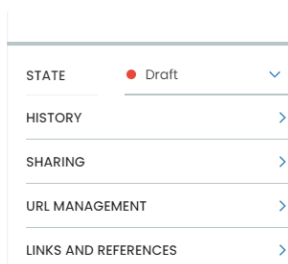 STATE Draft
HISTORY
SHARING
URL MANAGEMENT
LINKS AND REFERENCES